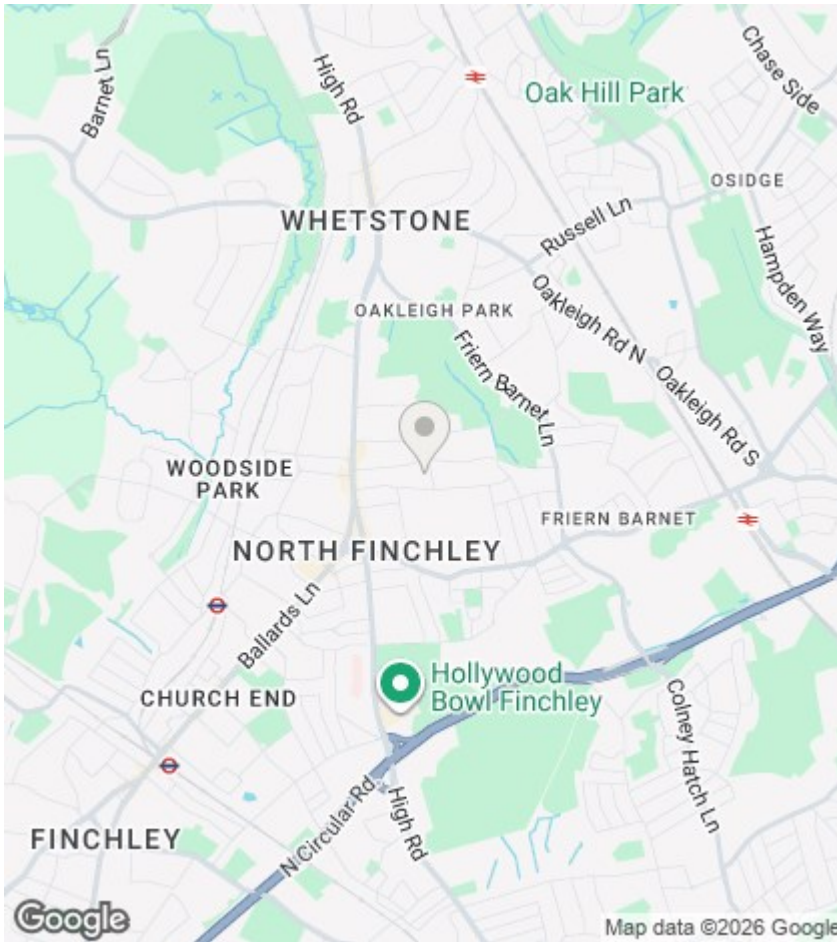 Barnet Ln
High Rd
Oak Hill Park
Chase Side
OSIDGE
WHETSTONE
Russell Ln
Hampden Way
OAKLEIGH PARK
Oakleigh Rd N
Friern Barnet Ln
Oakleigh Rd S
WOODSIDE
PARK
FRIERN BARNET
NORTH FINCHLEY
Ballards Ln
Hollywood
Bowl Finchley
CHURCH END
Colney Hatch Ln
N Circular Rd
High Rd
FINCHLEY
Google
Map data ©2026 Google